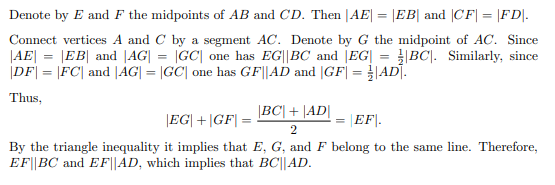 Denote by E and F the midpoints of AB and CD. Then |AE| = |EB| and |CF| = |FD|.
Connect vertices A and C by a segment AC. Denote by G the midpoint of AC. Since
|AE| = |EB| and |AG| = |GC| one has EG||BC and |EG| = ½|BC|. Similarly, since
|DF| = |FC| and |AG| = |GC| one has GF||AD and |GF| = ½|AD|.
Thus,
|EG| + |GF| = (|BC| + |AD|)/2 = |EF|.
By the triangle inequality it implies that E, G, and F belong to the same line. Therefore,
EF||BC and EF||AD, which implies that BC||AD.